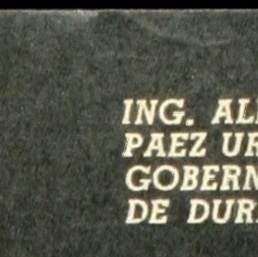 ING. AL
PAEZ UR
GOBERN
DE DUR